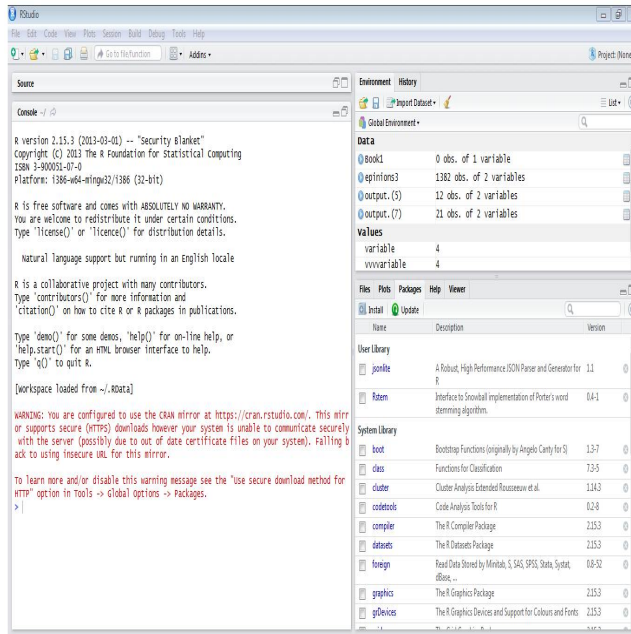 RStudio
File Edit Code View Plots Session Build Debug Tools Help
Go to file/function Addins
Project: (None
Source
Console ~/
R version 2.15.3 (2013-03-01) -- "Security Blanket"
Copyright (C) 2013 The R Foundation for Statistical Computing
ISBN 3-900051-07-0
Platform: i386-w64-mingw32/i386 (32-bit)
R is free software and comes with ABSOLUTELY NO WARRANTY.
You are welcome to redistribute it under certain conditions.
Type 'license()' or 'licence()' for distribution details.
Natural language support but running in an English locale
R is a collaborative project with many contributors.
Type 'contributors()' for more information and
'citation()' on how to cite R or R packages in publications.
Type 'demo()' for some demos, 'help()' for on-line help, or
'help.start()' for an HTML browser interface to help.
Type 'q()' to quit R.
[Workspace loaded from ~/.RData]
WARNING: You are configured to use the CRAN mirror at https://cran.rstudio.com/. This mirr
or supports secure (HTTPS) downloads however your system is unable to communicate securely
with the server (possibly due to out of date certificate files on your system). Falling b
ack to using insecure URL for this mirror.
To learn more and/or disable this warning message see the "Use secure download method for
HTTP" option in Tools -> Global Options -> Packages.
>
Environment History
Import Dataset List
Global Environment
Data
Book1 0 obs. of 1 variable
epinions3 1382 obs. of 2 variables
output.(5) 12 obs. of 2 variables
output.(7) 21 obs. of 2 variables
Values
variable 4
vvvvariable 4
Files Plots Packages Help Viewer
Install Update
Name Description Version
User Library
jsonlite A Robust, High Performance JSON Parser and Generator for 1.1
R
Rstem Interface to Snowball implementation of Porter's word 0.4-1
stemming algorithm.
System Library
boot Bootstrap Functions (originally by Angelo Canty for S) 1.3-7
class Functions for Classification 7.3-5
cluster Cluster Analysis Extended Rousseeuw et al. 1.14.3
codetools Code Analysis Tools for R 0.2-8
compiler The R Compiler Package 2.15.3
datasets The R Datasets Package 2.15.3
foreign Read Data Stored by Minitab, S, SAS, SPSS, Stata, Systat, 0.8-52
dBase, ...
graphics The R Graphics Package 2.15.3
grDevices The R Graphics Devices and Support for Colours and Fonts 2.15.3